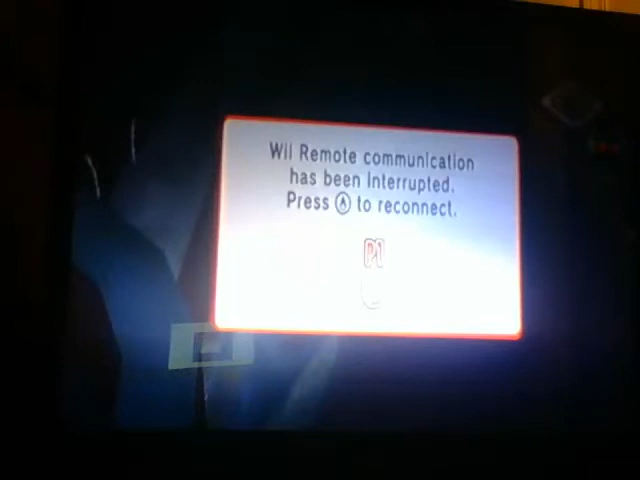 Wii Remote communication
has been interrupted.
Press Ⓐ to reconnect.
P1